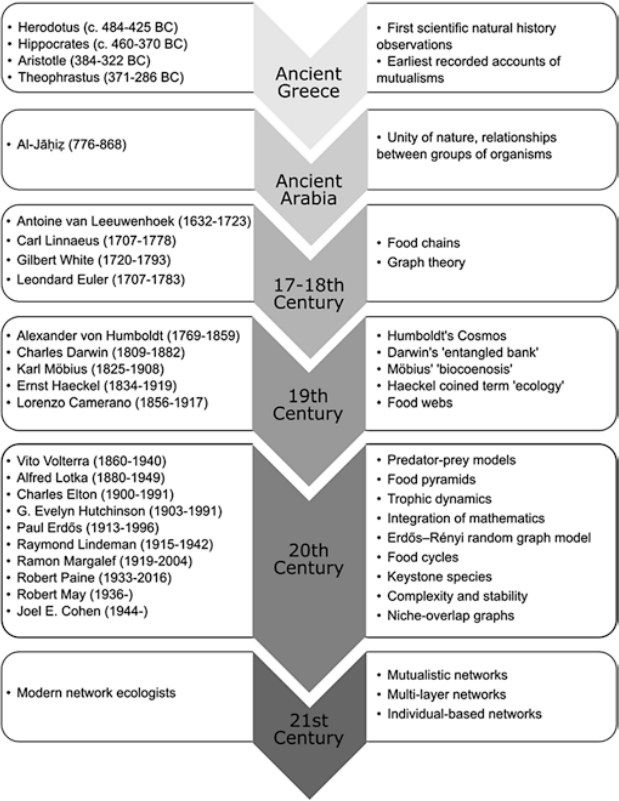 • Herodotus (c. 484-425 BC)
• Hippocrates (c. 460-370 BC)
• Aristotle (384-322 BC)
• Theophrastus (371-286 BC)
Ancient
Greece
• First scientific natural history
observations
• Earliest recorded accounts of
mutualisms
• Al-Jāḥiẓ (776-868)
Ancient
Arabia
• Unity of nature, relationships
between groups of organisms
• Antoine van Leeuwenhoek (1632-1723)
• Carl Linnaeus (1707-1778)
• Gilbert White (1720-1793)
• Leondard Euler (1707-1783)
17-18th
Century
• Food chains
• Graph theory
• Alexander von Humboldt (1769-1859)
• Charles Darwin (1809-1882)
• Karl Möbius (1825-1908)
• Ernst Haeckel (1834-1919)
• Lorenzo Camerano (1856-1917)
19th
Century
• Humboldt's Cosmos
• Darwin's 'entangled bank'
• Möbius' 'biocoenosis'
• Haeckel coined term 'ecology'
• Food webs
• Vito Volterra (1860-1940)
• Alfred Lotka (1880-1949)
• Charles Elton (1900-1991)
• G. Evelyn Hutchinson (1903-1991)
• Paul Erdős (1913-1996)
• Raymond Lindeman (1915-1942)
• Ramon Margalef (1919-2004)
• Robert Paine (1933-2016)
• Robert May (1936-)
• Joel E. Cohen (1944-)
20th
Century
• Predator-prey models
• Food pyramids
• Trophic dynamics
• Integration of mathematics
• Erdős–Rényi random graph model
• Food cycles
• Keystone species
• Complexity and stability
• Niche-overlap graphs
• Modern network ecologists
21st
Century
• Mutualistic networks
• Multi-layer networks
• Individual-based networks